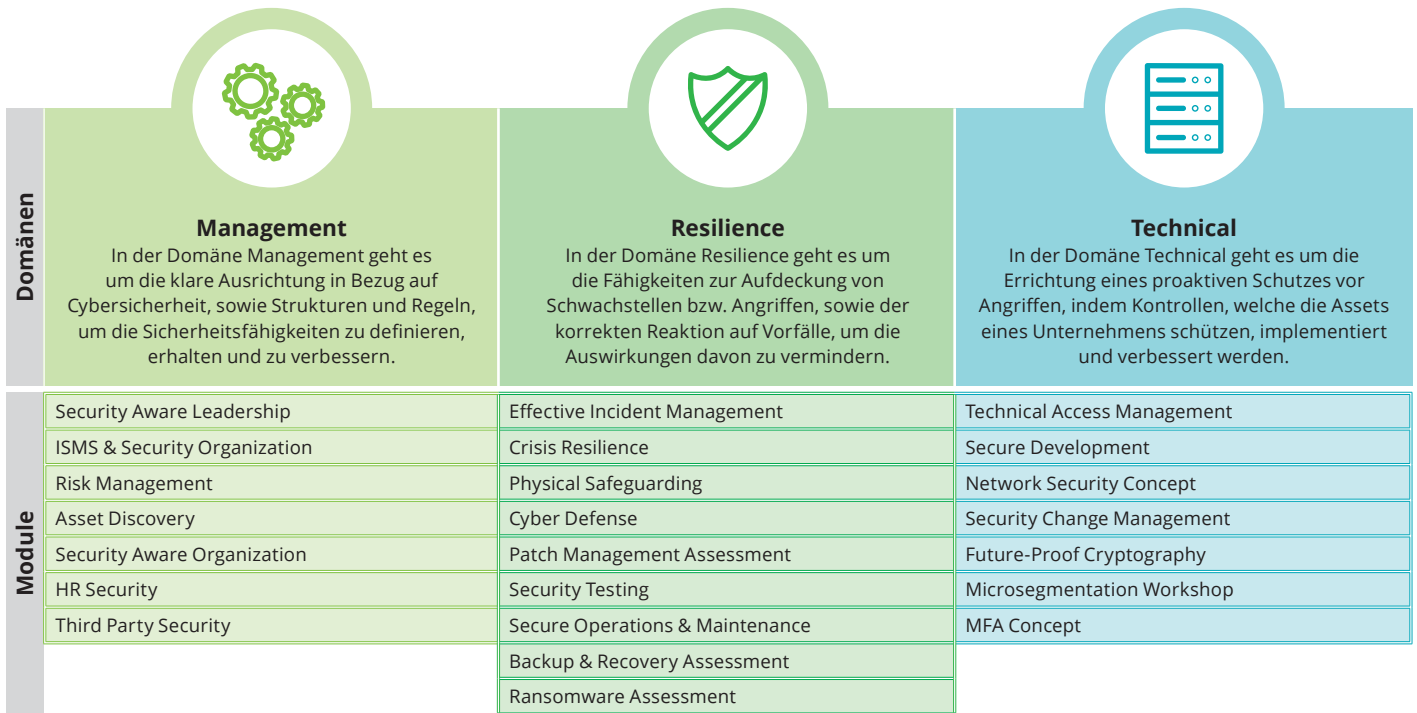 Domänen
Management
In der Domäne Management geht es
um die klare Ausrichtung in Bezug auf
Cybersicherheit, sowie Strukturen und Regeln,
um die Sicherheitsfähigkeiten zu definieren,
erhalten und zu verbessern.
Resilience
In der Domäne Resilience geht es um
die Fähigkeiten zur Aufdeckung von
Schwachstellen bzw. Angriffen, sowie der
korrekten Reaktion auf Vorfälle, um die
Auswirkungen davon zu vermindern.
Technical
In der Domäne Technical geht es um die
Errichtung eines proaktiven Schutzes vor
Angriffen, indem Kontrollen, welche die Assets
eines Unternehmens schützen, implementiert
und verbessert werden.
Module
Security Aware Leadership
ISMS & Security Organization
Risk Management
Asset Discovery
Security Aware Organization
HR Security
Third Party Security
Effective Incident Management
Crisis Resilience
Physical Safeguarding
Cyber Defense
Patch Management Assessment
Security Testing
Secure Operations & Maintenance
Backup & Recovery Assessment
Ransomware Assessment
Technical Access Management
Secure Development
Network Security Concept
Security Change Management
Future-Proof Cryptography
Microsegmentation Workshop
MFA Concept